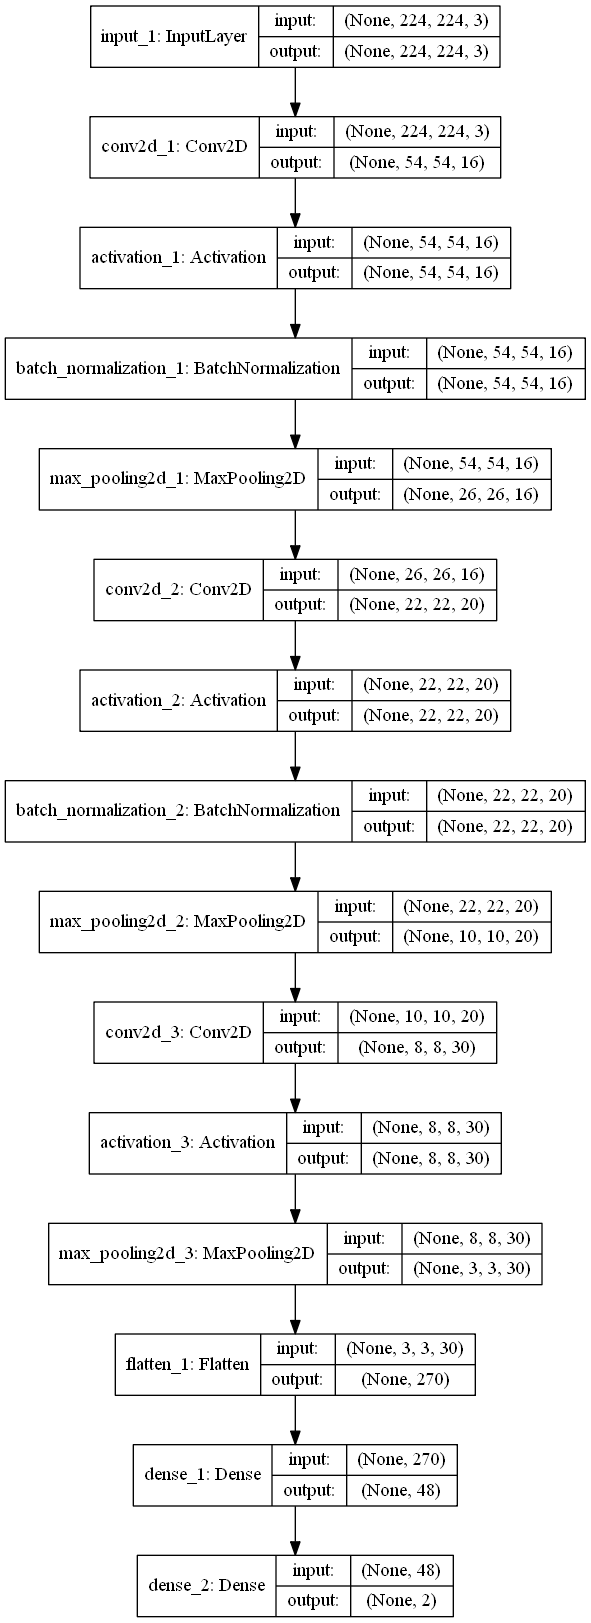 input_1: InputLayer
input: (None, 224, 224, 3)
output: (None, 224, 224, 3)
conv2d_1: Conv2D
input: (None, 224, 224, 3)
output: (None, 54, 54, 16)
activation_1: Activation
input: (None, 54, 54, 16)
output: (None, 54, 54, 16)
batch_normalization_1: BatchNormalization
input: (None, 54, 54, 16)
output: (None, 54, 54, 16)
max_pooling2d_1: MaxPooling2D
input: (None, 54, 54, 16)
output: (None, 26, 26, 16)
conv2d_2: Conv2D
input: (None, 26, 26, 16)
output: (None, 22, 22, 20)
activation_2: Activation
input: (None, 22, 22, 20)
output: (None, 22, 22, 20)
batch_normalization_2: BatchNormalization
input: (None, 22, 22, 20)
output: (None, 22, 22, 20)
max_pooling2d_2: MaxPooling2D
input: (None, 22, 22, 20)
output: (None, 10, 10, 20)
conv2d_3: Conv2D
input: (None, 10, 10, 20)
output: (None, 8, 8, 30)
activation_3: Activation
input: (None, 8, 8, 30)
output: (None, 8, 8, 30)
max_pooling2d_3: MaxPooling2D
input: (None, 8, 8, 30)
output: (None, 3, 3, 30)
flatten_1: Flatten
input: (None, 3, 3, 30)
output: (None, 270)
dense_1: Dense
input: (None, 270)
output: (None, 48)
dense_2: Dense
input: (None, 48)
output: (None, 2)